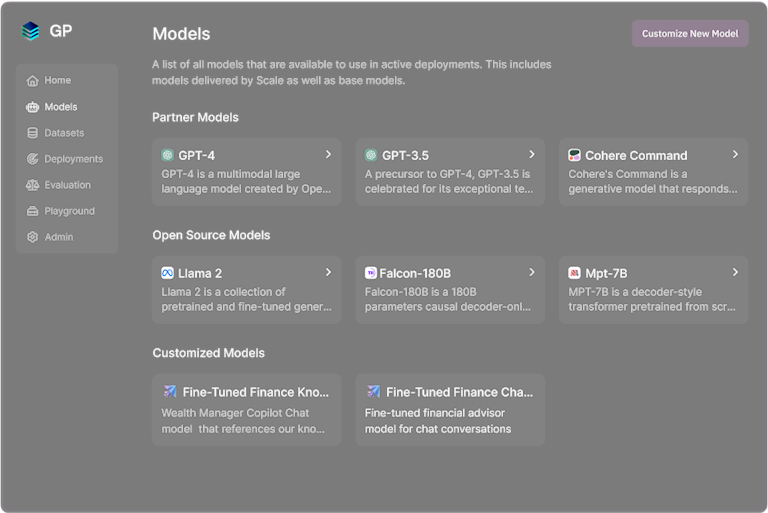 GP
Home
Models
Datasets
Deployments
Evaluation
Playground
Admin
Models
Customize New Model
A list of all models that are available to use in active deployments. This includes
models delivered by Scale as well as base models.
Partner Models
GPT-4
GPT-4 is a multimodal large
language model created by Ope...
GPT-3.5
A precursor to GPT-4, GPT-3.5 is
celebrated for its exceptional te...
Cohere Command
Cohere's Command is a
generative model that responds...
Open Source Models
Llama 2
Llama 2 is a collection of
pretrained and fine-tuned gener...
Falcon-180B
Falcon-180B is a 180B
parameters causal decoder-onl...
Mpt-7B
MPT-7B is a decoder-style
transformer pretrained from scr...
Customized Models
Fine-Tuned Finance Kno...
Wealth Manager Copilot Chat
model that references our kno...
Fine-Tuned Finance Cha...
Fine-tuned financial advisor
model for chat conversations